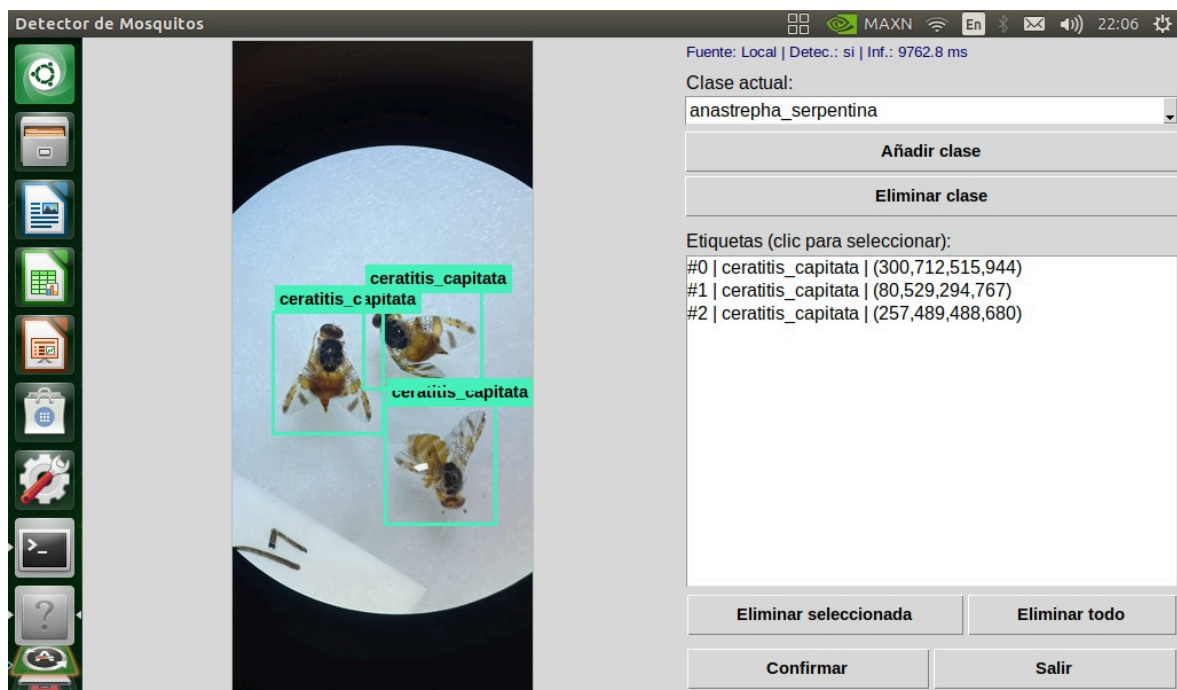 Detector de Mosquitos
MAXN
En
22:06
Fuente: Local | Detec.: si | Inf.: 9762.8 ms
Clase actual:
anastrepha_serpentina
Añadir clase
Eliminar clase
Etiquetas (clic para seleccionar):
#0 | ceratitis_capitata | (300,712,515,944)
#1 | ceratitis_capitata | (80,529,294,767)
#2 | ceratitis_capitata | (257,489,488,680)
ceratitis_capitata
ceratitis_capitata
ceratitis_capitata
17
Eliminar seleccionada
Eliminar todo
Confirmar
Salir